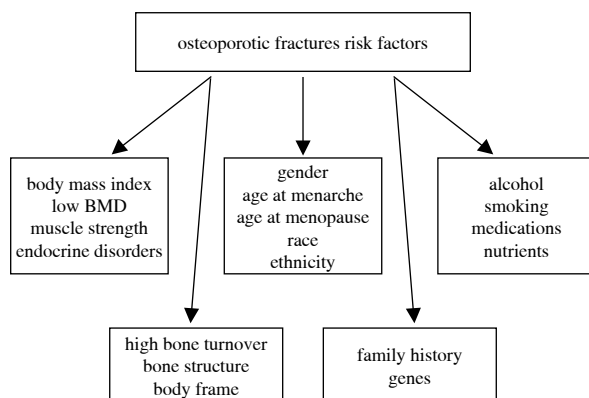 osteoporotic fractures risk factors
body mass index
low BMD
muscle strength
endocrine disorders
gender
age at menarche
age at menopause
race
ethnicity
alcohol
smoking
medications
nutrients
high bone turnover
bone structure
body frame
family history
genes